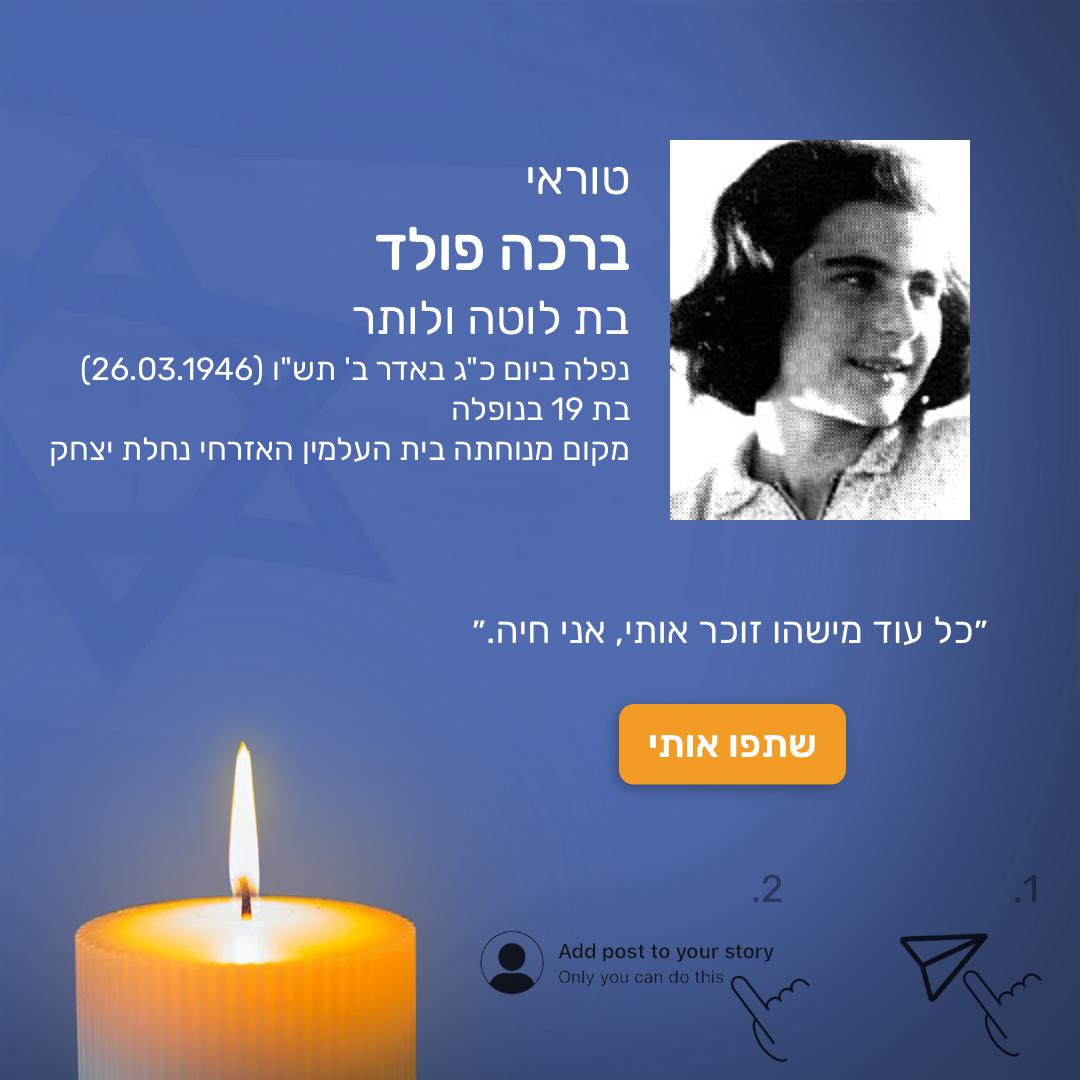 טוראי
ברכה פולד
בת לוטה ולותר
נפלה ביום כ"ג באדר ב' תש"ו (26.03.1946)
בת 19 בנופלה
מקום מנוחתה בית העלמין האזרחי נחלת יצחק
״כל עוד מישהו זוכר אותי, אני חיה.״
שתפו אותי
1.
2.
Add post to your story
Only you can do this